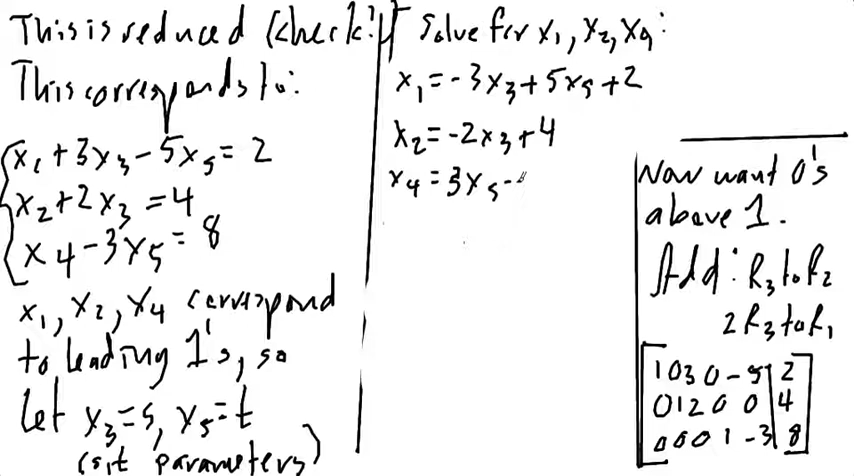 This is reduced (check!)
This corresponds to:
x₁ + 3x₃ - 5x₅ = 2
x₂ + 2x₃ = 4
x₄ - 3x₅ = 8
x₁, x₂, x₄ correspond
to leading 1's, so
let x₃ = s, x₅ = t
(s, t parameters)
Solve for x₁, x₂, x₄:
x₁ = -3x₃ + 5x₅ + 2
x₂ = -2x₃ + 4
x₄ = 3x₅
Now want 0's
above 1.
Add: R₃ to R₂
2R₃ to R₁
1 0 3 0 -5 | 2
0 1 2 0 0 | 4
0 0 0 1 -3 | 8